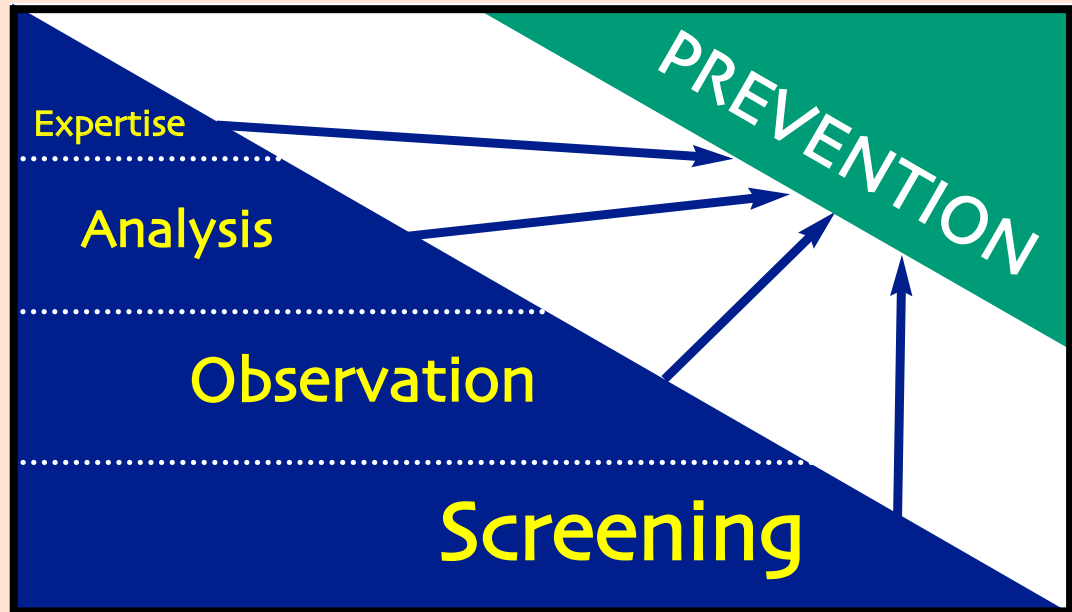 PREVENTION
Expertise
Analysis
Observation
Screening